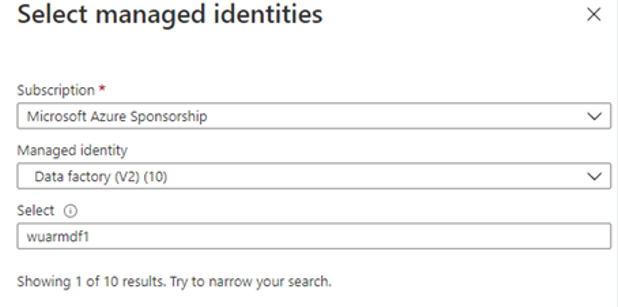 Select managed identities
Subscription *
Microsoft Azure Sponsorship
Managed identity
Data factory (V2) (10)
Select
wuarmdf1
Showing 1 of 10 results. Try to narrow your search.